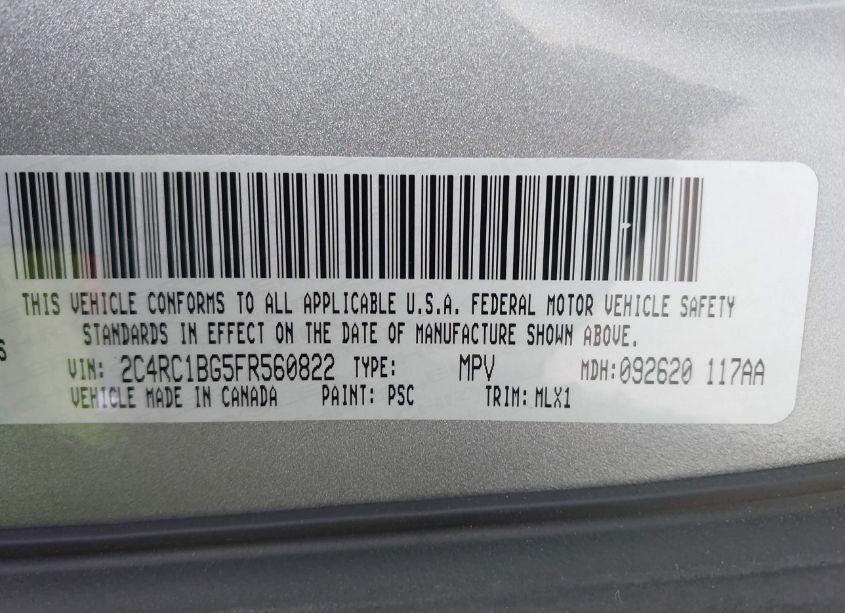 THIS VEHICLE CONFORMS TO ALL APPLICABLE U.S.A. FEDERAL MOTOR VEHICLE SAFETY
STANDARDS IN EFFECT ON THE DATE OF MANUFACTURE SHOWN ABOVE.
S
VIN: 2C4RC1BG5FR560822 TYPE: MPV MDH:092620 117AA
VEHICLE MADE IN CANADA PAINT: PSC TRIM: MLX1